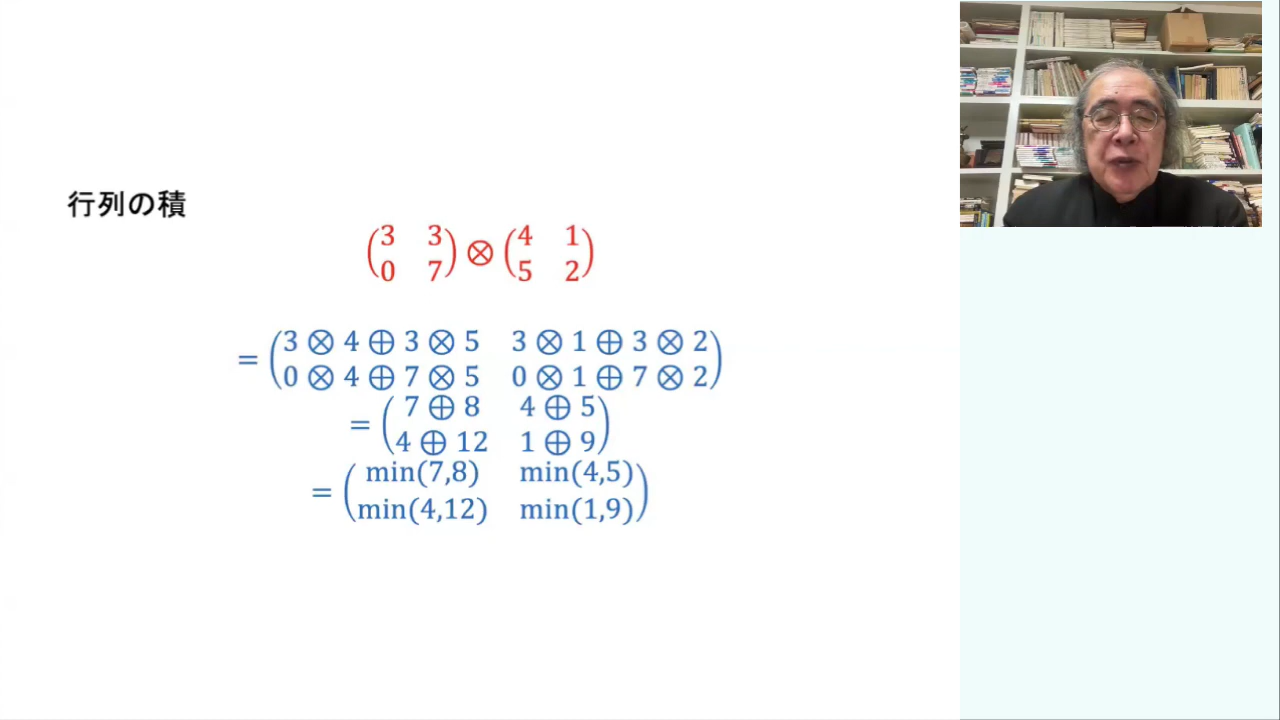 行列の積
(3 3
0 7) ⊗ (4 1
5 2)
= (3 ⊗ 4 ⊕ 3 ⊗ 5 3 ⊗ 1 ⊕ 3 ⊗ 2
0 ⊗ 4 ⊕ 7 ⊗ 5 0 ⊗ 1 ⊕ 7 ⊗ 2)
= (7 ⊕ 8 4 ⊕ 5
4 ⊕ 12 1 ⊕ 9)
= (min(7,8) min(4,5)
min(4,12) min(1,9))